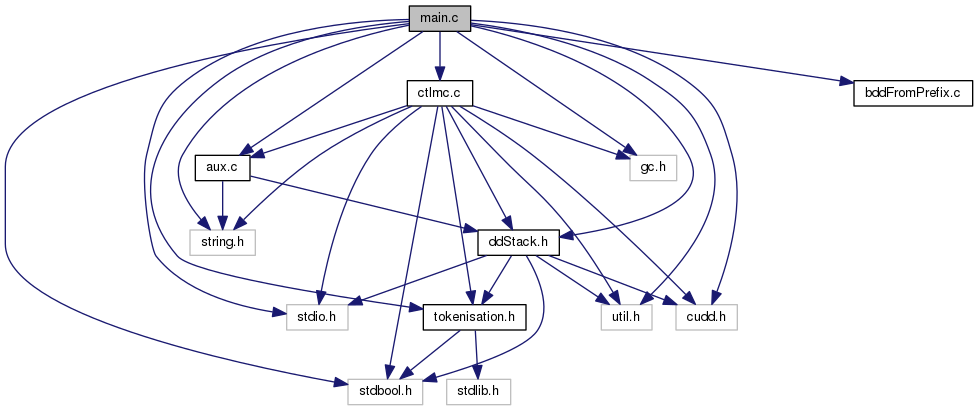 main.c
ctlmc.c
bddFromPrefix.c
aux.c
gc.h
string.h
ddStack.h
stdio.h
tokenisation.h
util.h
cudd.h
stdbool.h
stdlib.h